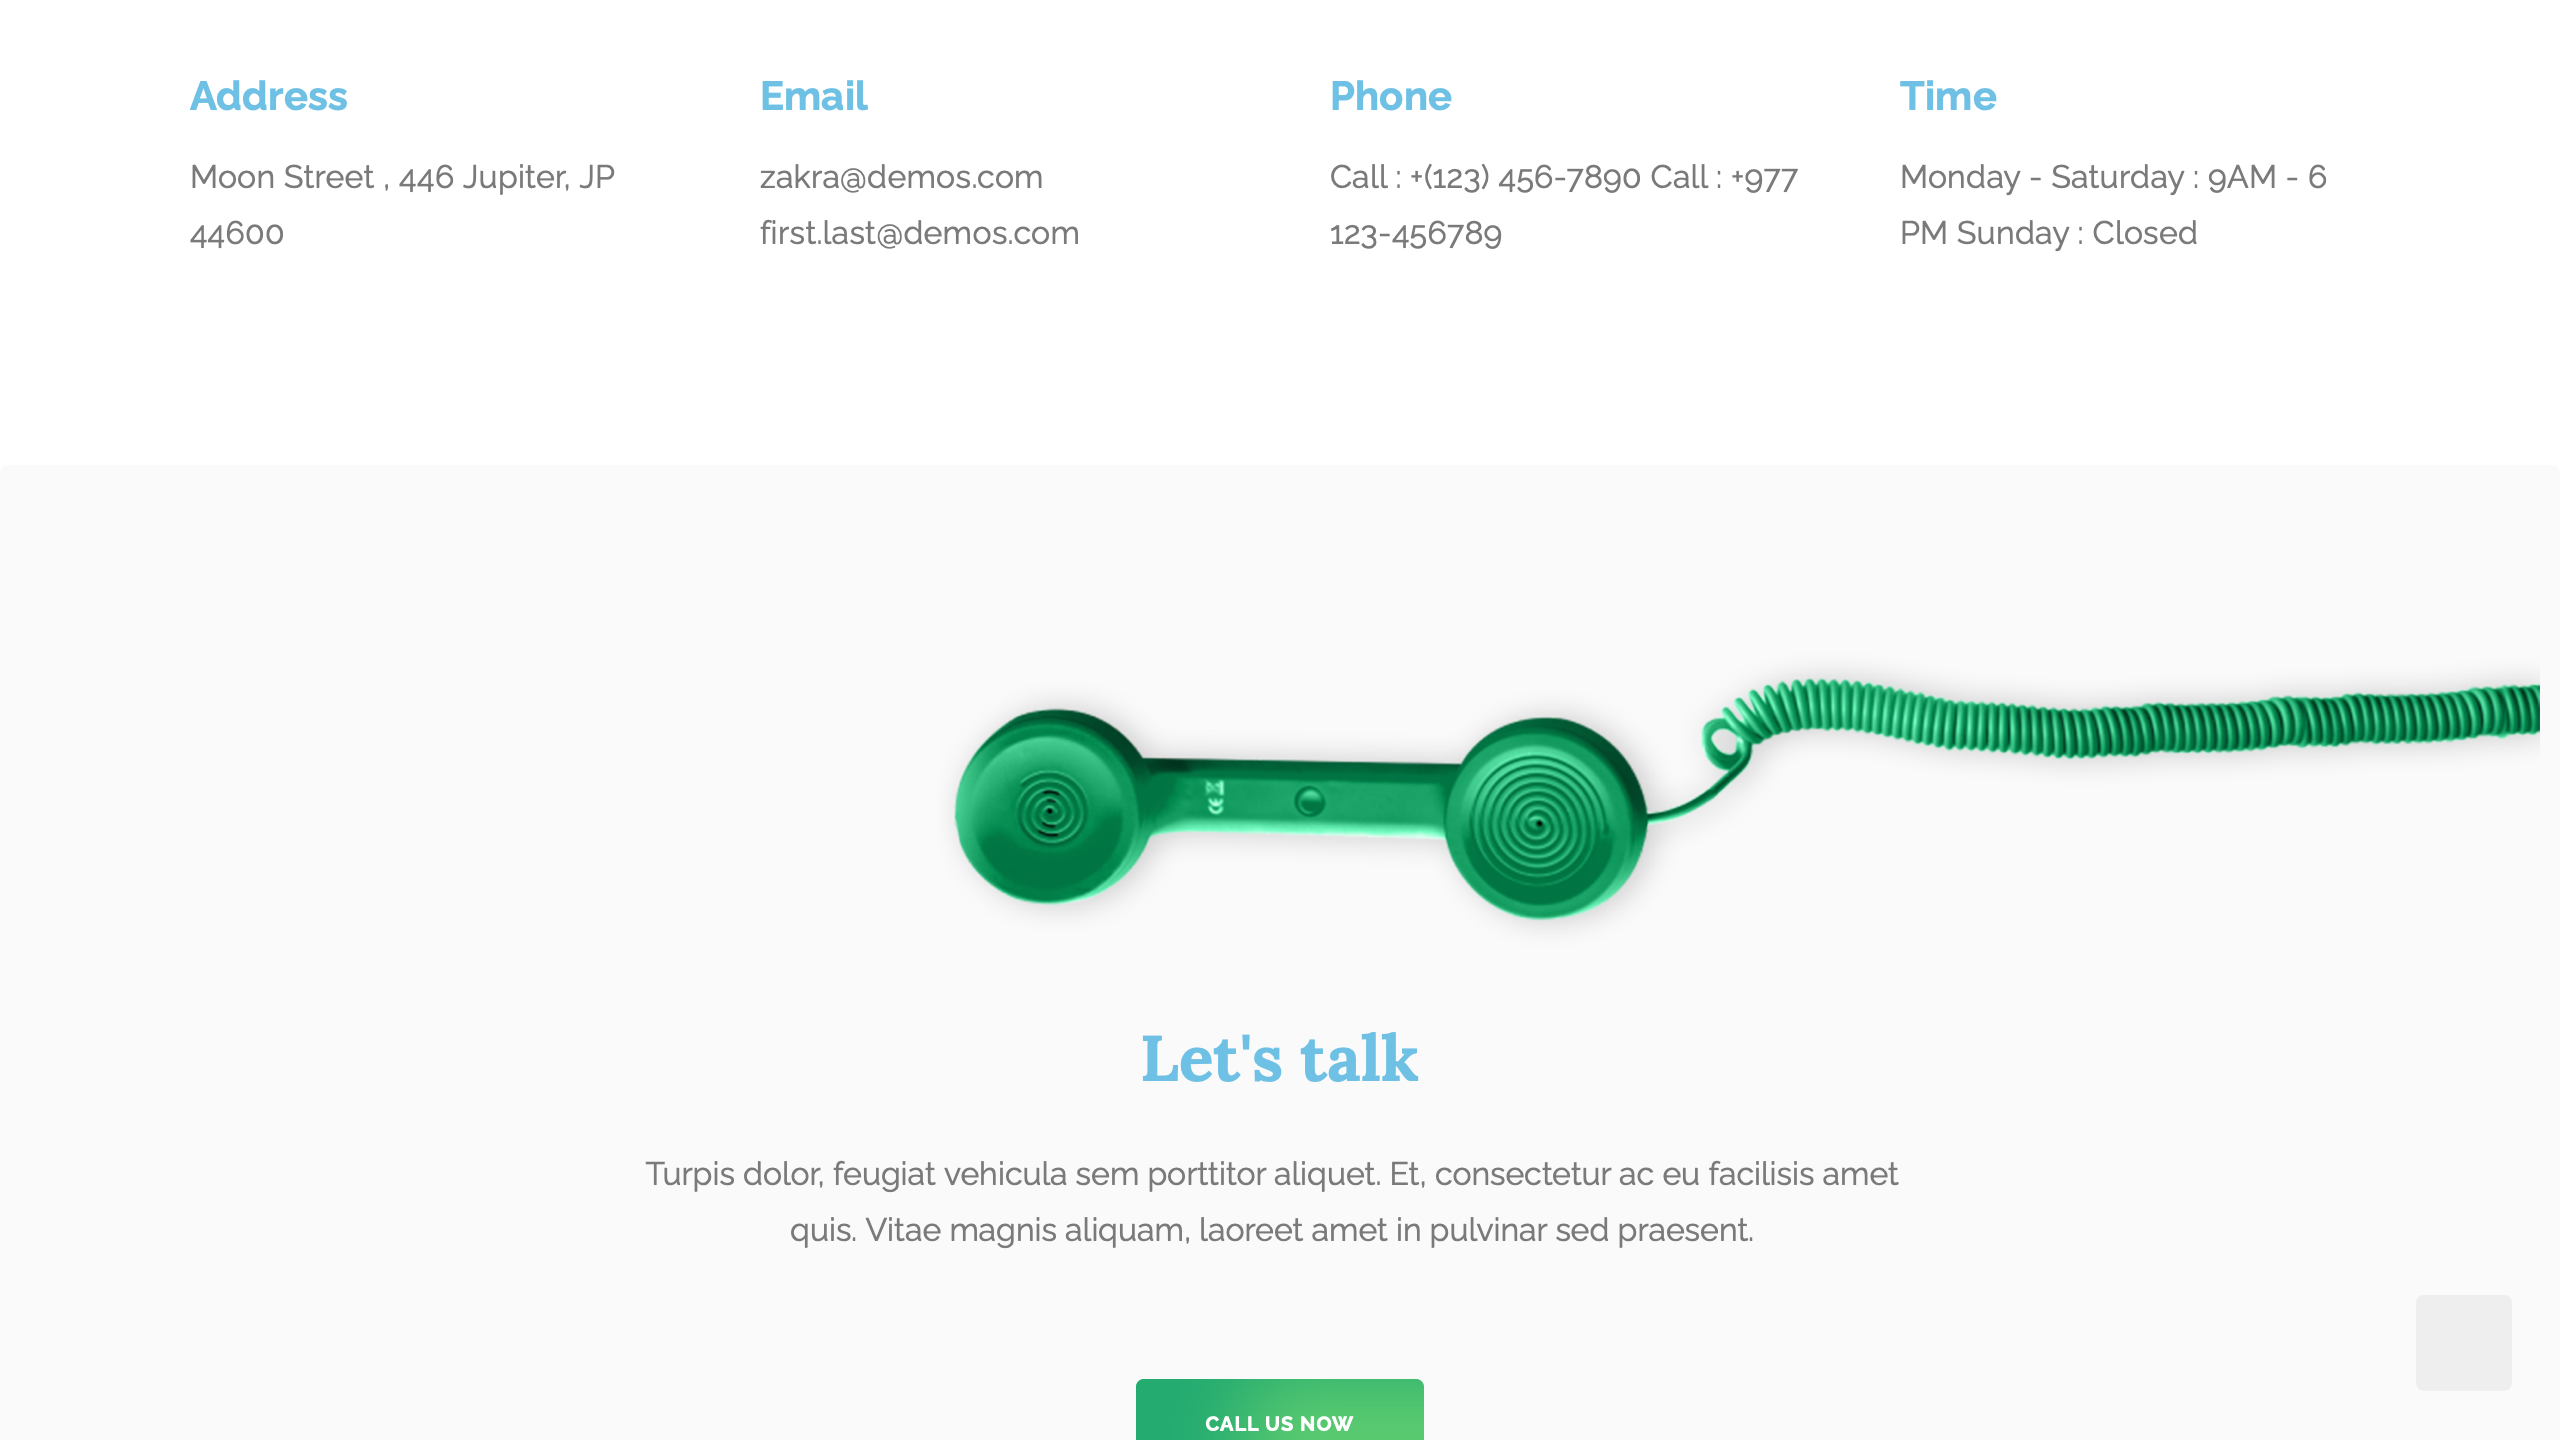 Address
Moon Street , 446 Jupiter, JP
44600
Email
zakra@demos.com
first.last@demos.com
Phone
Call : +(123) 456-7890 Call : +977
123-456789
Time
Monday - Saturday : 9AM - 6
PM Sunday : Closed
CE
Let's talk
Turpis dolor, feugiat vehicula sem porttitor aliquet. Et, consectetur ac eu facilisis amet
quis. Vitae magnis aliquam, laoreet amet in pulvinar sed praesent.
CALL US NOW